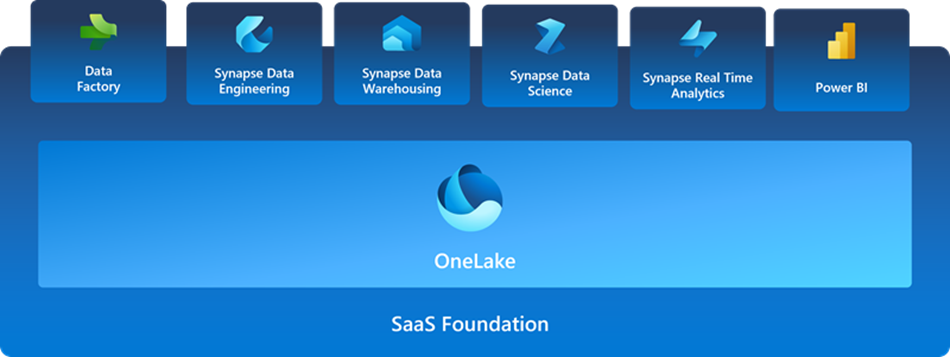 Data
Factory
Synapse Data
Engineering
Synapse Data
Warehousing
Synapse Data
Science
Synapse Real Time
Analytics
Power BI
OneLake
SaaS Foundation